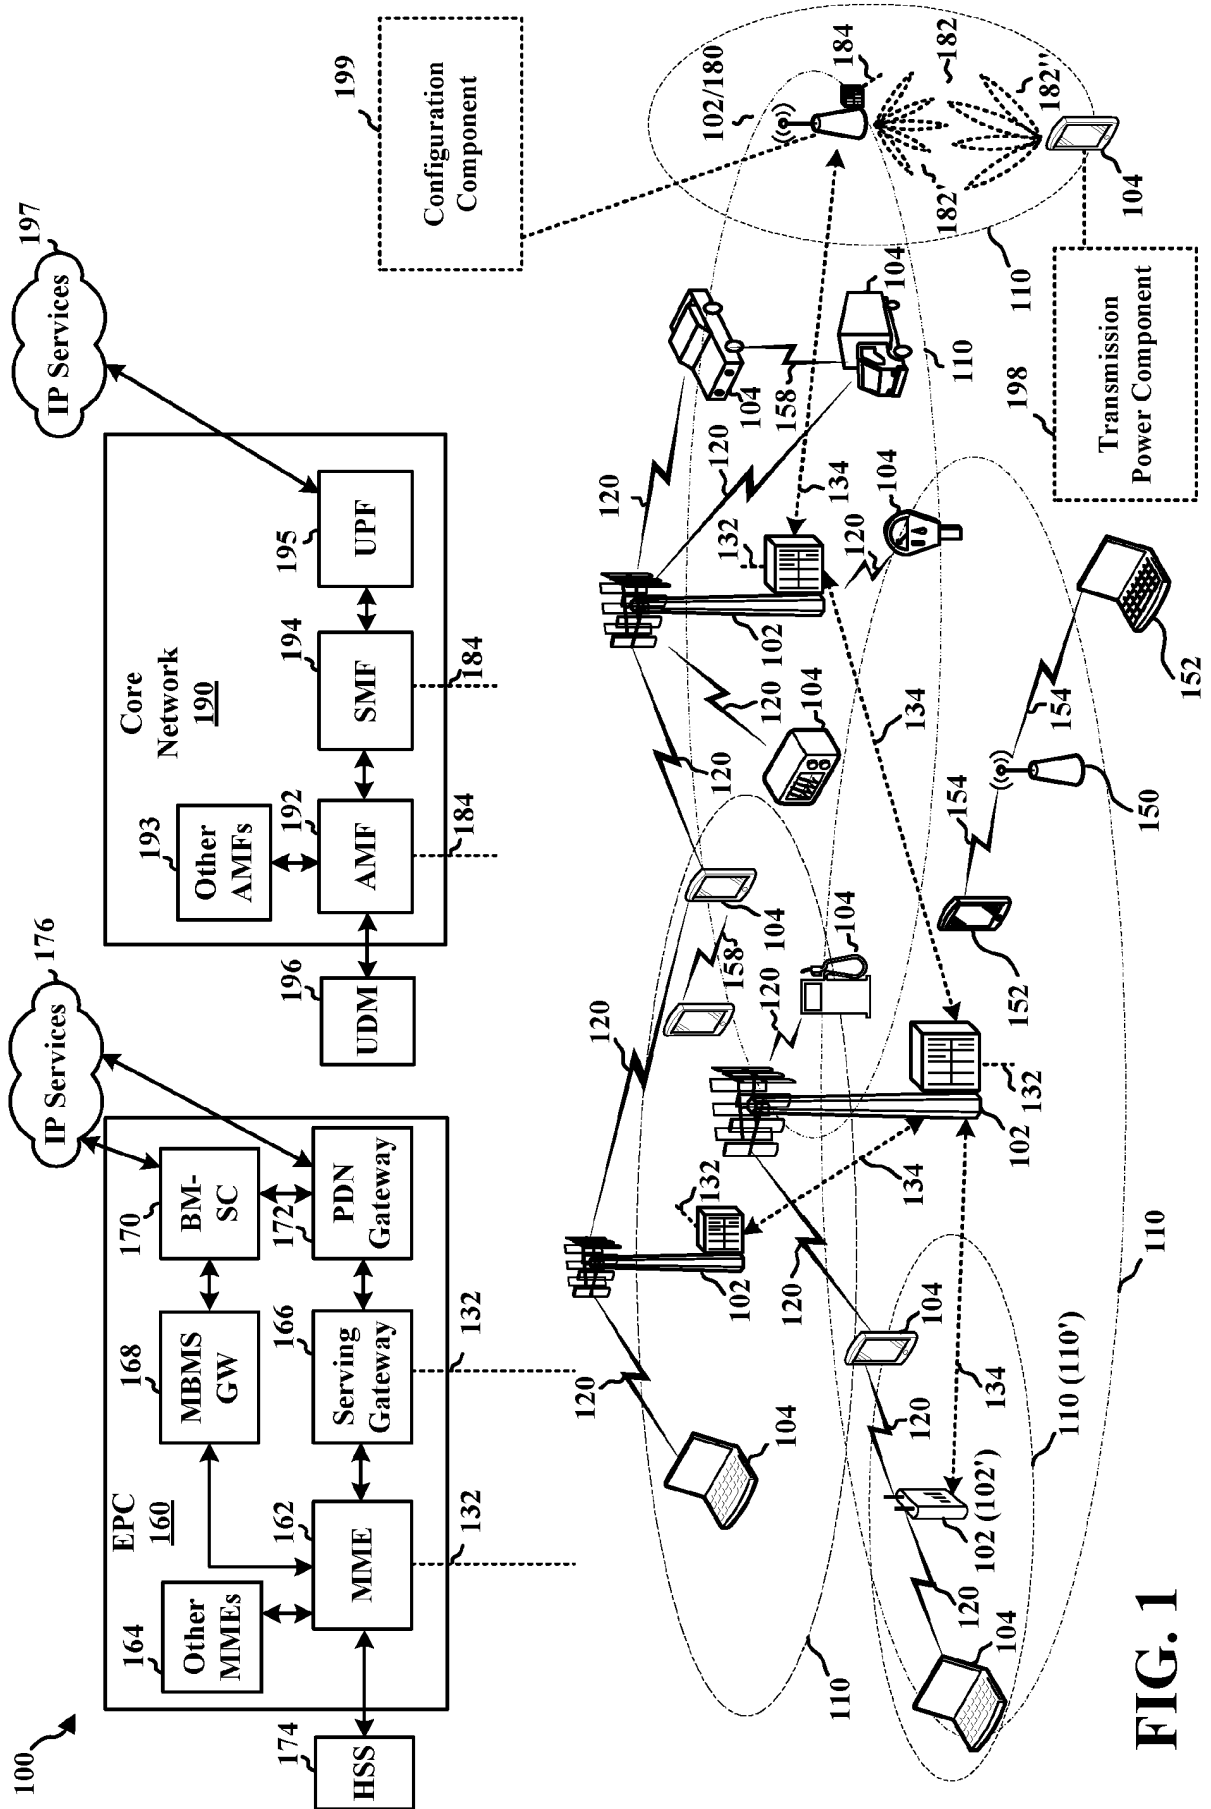 100
EPC
160
164
Other
MMEs
162
MME
132
174
HSS
168
MBMS
GW
166
Serving
Gateway
132
170
BM-
SC
172
PDN
Gateway
IP Services
176
Core
Network
190
193
Other
AMFs
192
AMF
184
196
UDM
194
SMF
184
195
UPF
IP Services
197
199
Configuration
Component
102/180
184
182
182'
182''
104
110
198
Transmission
Power Component
120
104
158
104
110
120
120
132
134
102
120
104
120
104
120
134
104
158
120
104
120
132
102
134
132
102
120
104
110
120
104
120
134
102 (102')
120
104
110 (110')
110
152
154
150
154
152
FIG. 1